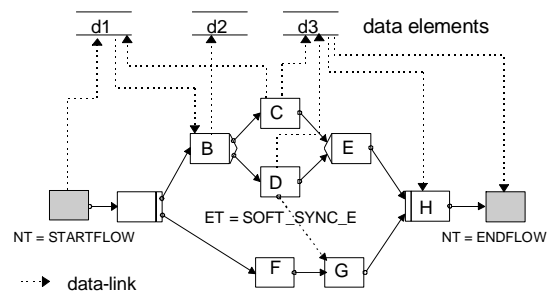 d1 d2 d3 data elements
C
B E
D
ET = SOFT_SYNC_E H
NT = STARTFLOW NT = ENDFLOW
F G
data-link